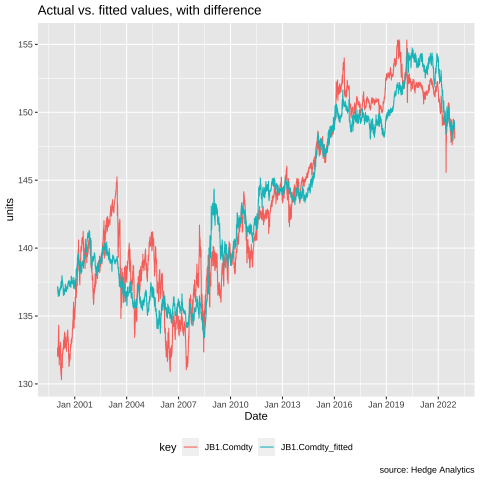 Actual vs. fitted values, with difference
units
155
150
145
140
135
130
Jan 2001 Jan 2004 Jan 2007 Jan 2010 Jan 2013 Jan 2016 Jan 2019 Jan 2022
Date
key JB1.Comdty JB1.Comdty_fitted
source: Hedge Analytics